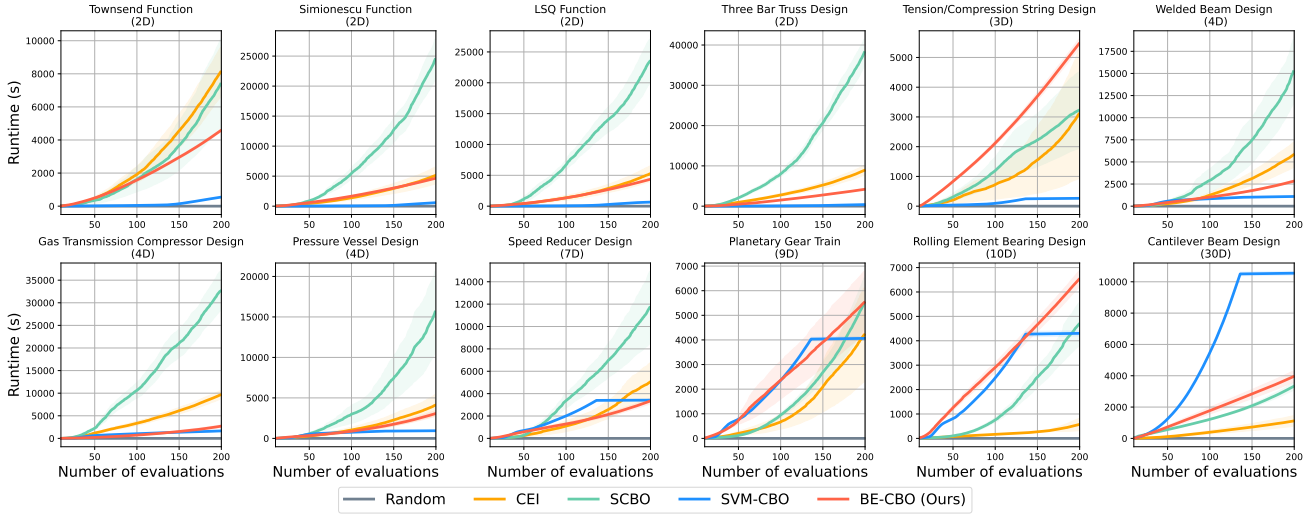 Townsend Function
(2D)
Simionescu Function
(2D)
LSQ Function
(2D)
Three Bar Truss Design
(2D)
Tension/Compression String Design
(3D)
Welded Beam Design
(4D)
Runtime (s)
10000
8000
6000
4000
2000
0
50 100 150 200
25000
20000
15000
10000
5000
0
50 100 150 200
25000
20000
15000
10000
5000
0
50 100 150 200
40000
30000
20000
10000
0
50 100 150 200
5000
4000
3000
2000
1000
0
50 100 150 200
17500
15000
12500
10000
7500
5000
2500
0
50 100 150 200
Gas Transmission Compressor Design
(4D)
Pressure Vessel Design
(4D)
Speed Reducer Design
(7D)
Planetary Gear Train
(9D)
Rolling Element Bearing Design
(10D)
Cantilever Beam Design
(30D)
Runtime (s)
35000
30000
25000
20000
15000
10000
5000
0
50 100 150 200
Number of evaluations
20000
15000
10000
5000
0
50 100 150 200
Number of evaluations
14000
12000
10000
8000
6000
4000
2000
0
50 100 150 200
Number of evaluations
7000
6000
5000
4000
3000
2000
1000
0
50 100 150 200
Number of evaluations
7000
6000
5000
4000
3000
2000
1000
0
50 100 150 200
Number of evaluations
10000
8000
6000
4000
2000
0
50 100 150 200
Number of evaluations
Random CEI SCBO SVM-CBO BE-CBO (Ours)